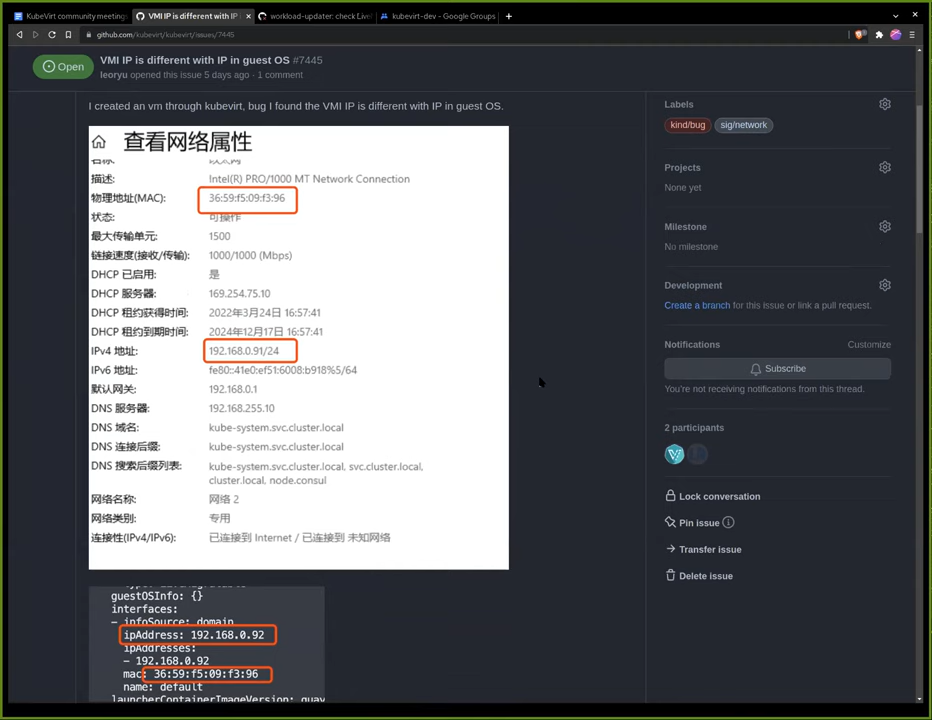 KubeVirt community meeting
VMI IP is different with IP i
workload-updater: check Live
kubevirt-dev - Google Groups
github.com/kubevirt/kubevirt/issues/7445
Open
VMI IP is different with IP in guest OS #7445
leoryu opened this issue 5 days ago · 1 comment
I created an vm through kubevirt, bug I found the VMI IP is different with IP in guest OS.
查看网络属性
名称: 以太网
描述: Intel(R) PRO/1000 MT Network Connection
物理地址(MAC): 36:59:f5:09:f3:96
状态: 可操作
最大传输单元: 1500
链接速度(接收/传输): 1000/1000 (Mbps)
DHCP 已启用: 是
DHCP 服务器: 169.254.75.10
DHCP 租约获得时间: 2022年3月24日 16:57:41
DHCP 租约到期时间: 2024年12月17日 16:57:41
IPv4 地址: 192.168.0.91/24
IPv6 地址: fe80::41e0:ef51:6008:b918%5/64
默认网关: 192.168.0.1
DNS 服务器: 192.168.255.10
DNS 域名: kube-system.svc.cluster.local
DNS 连接后缀: kube-system.svc.cluster.local
DNS 搜索后缀列表: kube-system.svc.cluster.local, svc.cluster.local,
cluster.local, node.consul
网络名称: 网络 2
网络类别: 专用
连接性(IPv4/IPv6): 已连接到 Internet / 已连接到 未知网络
guestOSInfo: {}
interfaces:
- infoSource: domain
ipAddress: 192.168.0.92
ipAddresses:
- 192.168.0.92
mac: 36:59:f5:09:f3:96
name: default
launcherContainerImageVersion: quay
Labels
kind/bug
sig/network
Projects
None yet
Milestone
No milestone
Development
Create a branch for this issue or link a pull request.
Notifications
Customize
Subscribe
You're not receiving notifications from this thread.
2 participants
Lock conversation
Pin issue
Transfer issue
Delete issue